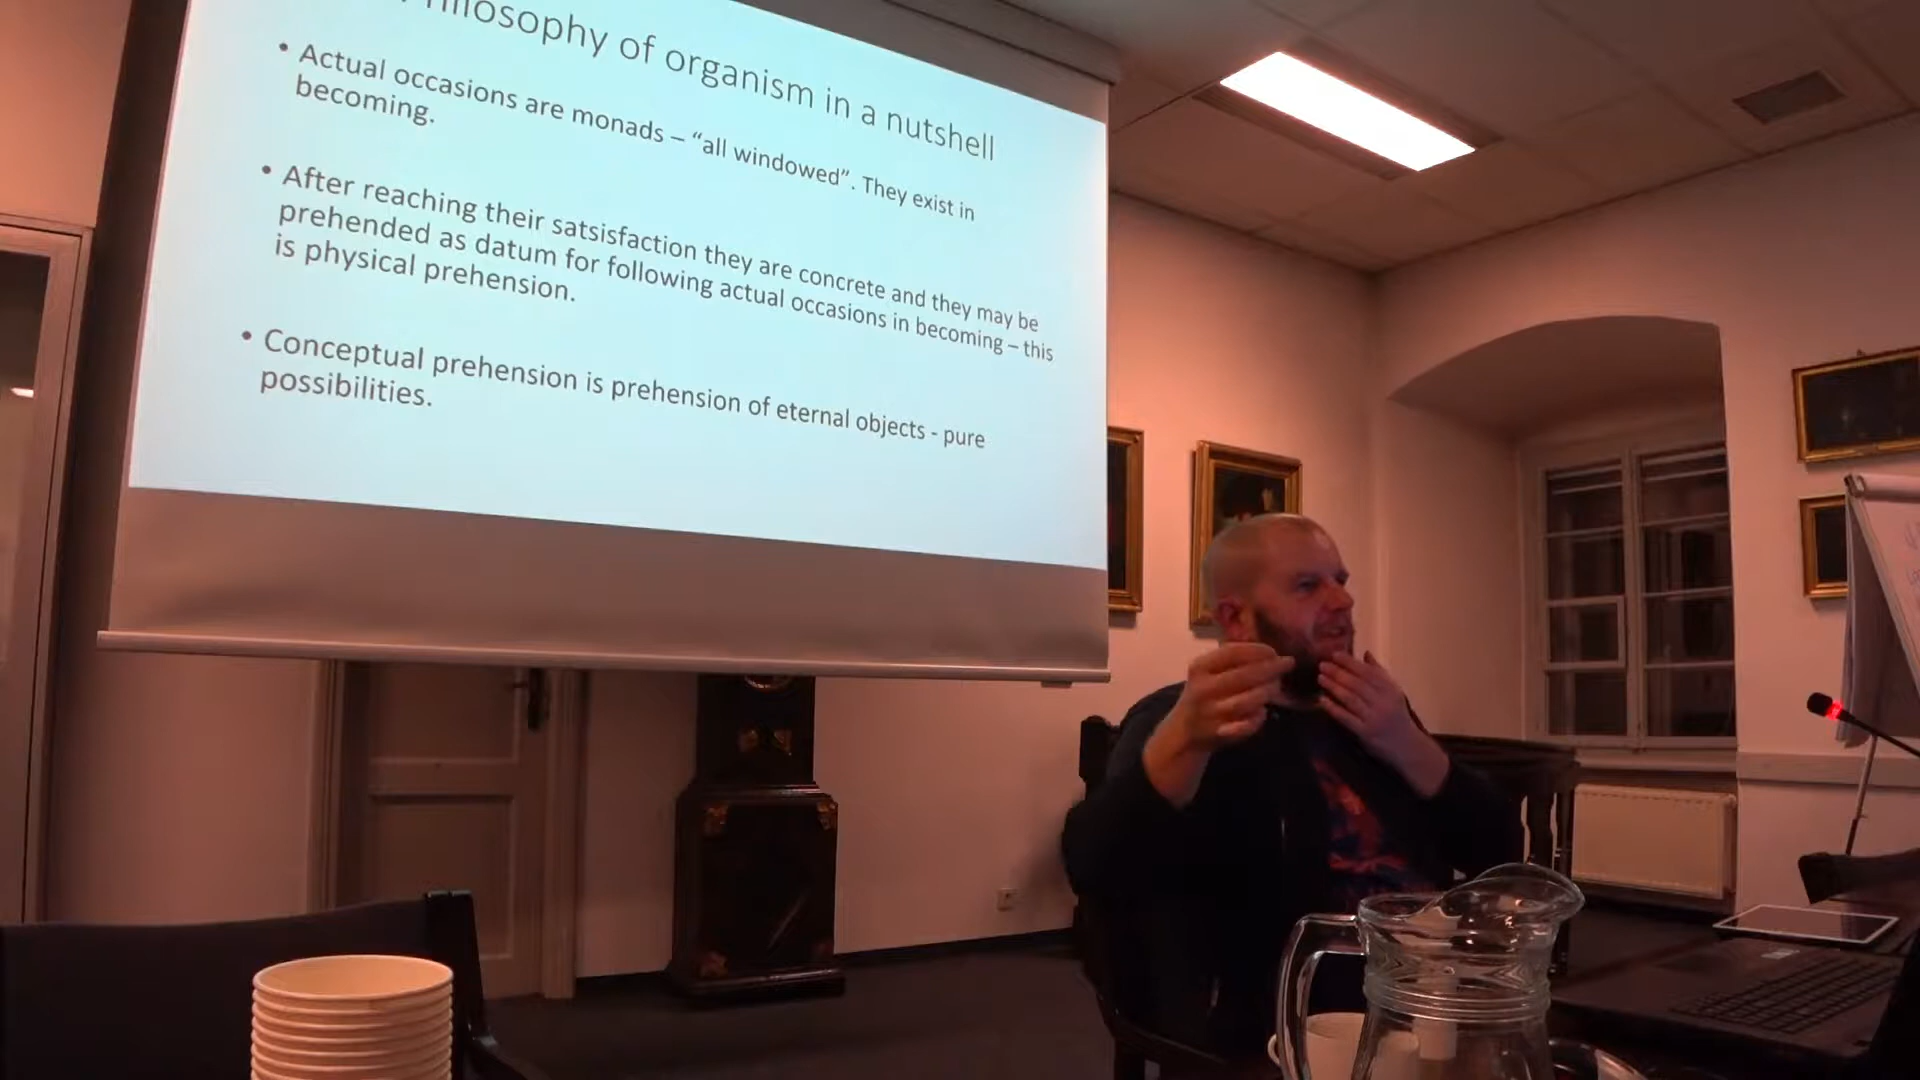 Philosophy of organism in a nutshell
• Actual occasions are monads – “all windowed”. They exist in
becoming.
• After reaching their satsisfaction they are concrete and they may be
prehended as datum for following actual occasions in becoming – this
is physical prehension.
• Conceptual prehension is prehension of eternal objects - pure
possibilities.